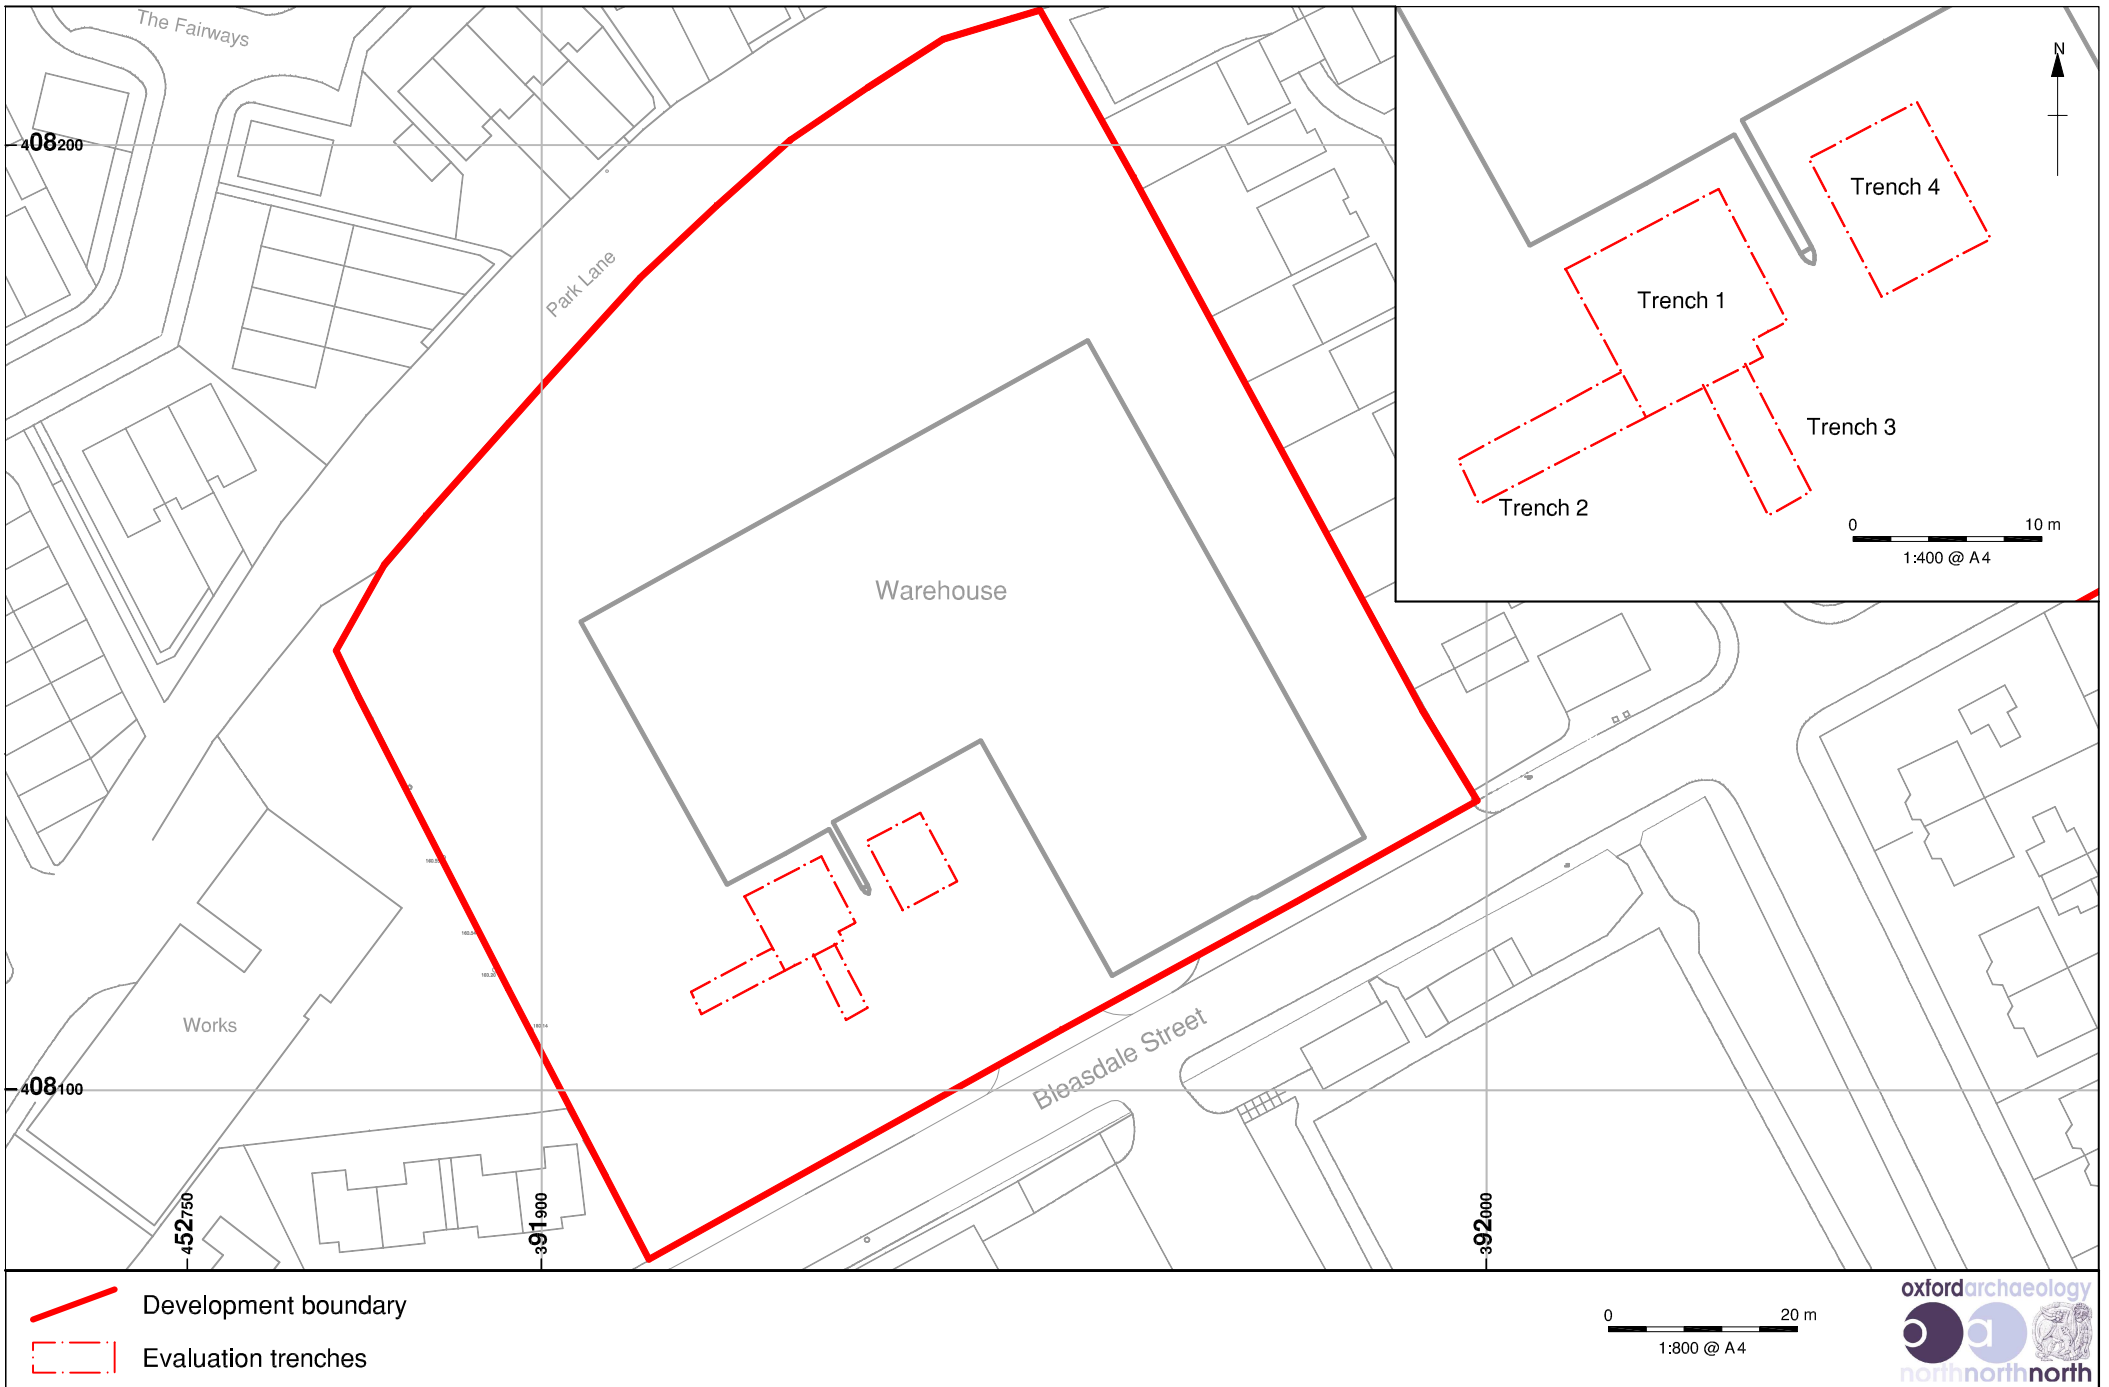 The Fairways
N
408200
Trench 4
Park Lane
Trench 1
Trench 3
Trench 2
0 10 m
1:400 @ A4
Warehouse
Works
Bleasdale Street
408100
452750
391900
392000
Development boundary
Evaluation trenches
0 20 m
1:800 @ A4
oxfordarchaeology
oa
northnorthnorth